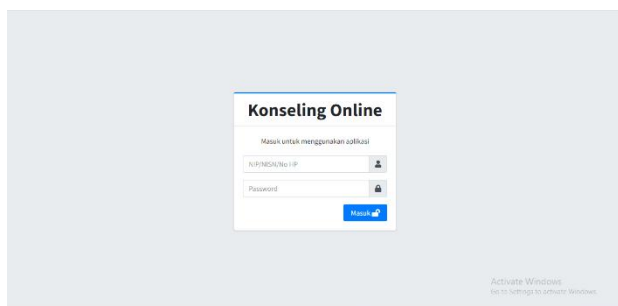 Konseling Online
Masuk untuk menggunakan aplikasi
NIP/NISN/No HP
Password
Masuk
Activate Windows
Go to Settings to activate Windows.